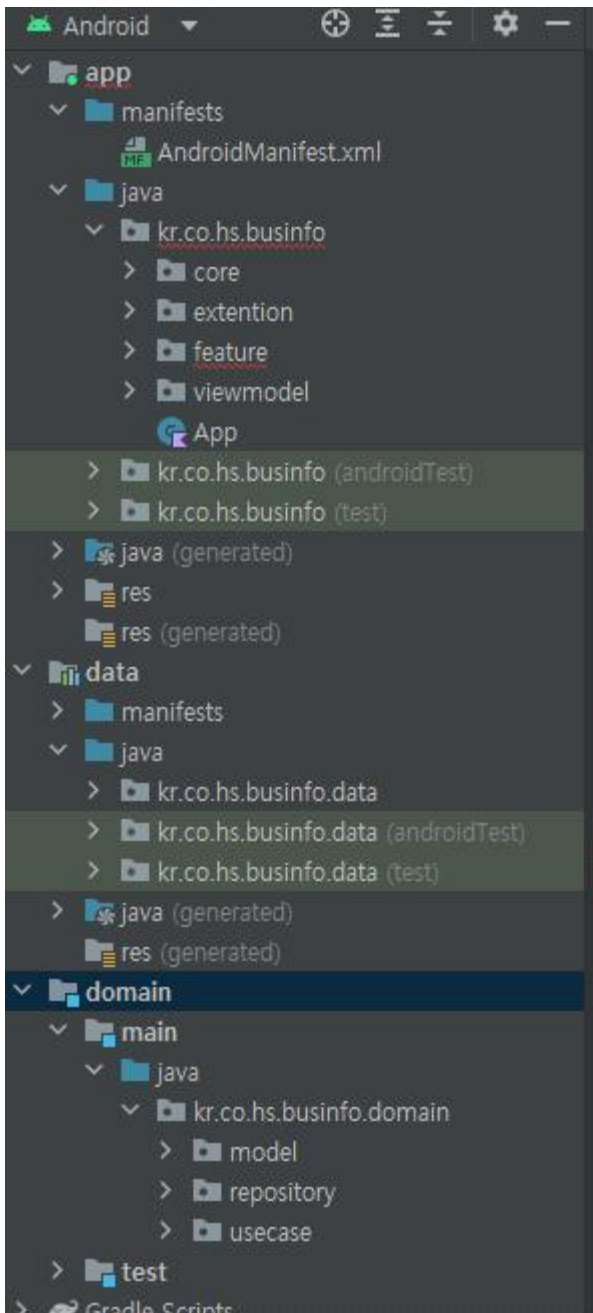 Android
app
manifests
AndroidManifest.xml
java
kr.co.hs.businfo
core
extention
feature
viewmodel
App
kr.co.hs.businfo (androidTest)
kr.co.hs.businfo (test)
java (generated)
res
res (generated)
data
manifests
java
kr.co.hs.businfo.data
kr.co.hs.businfo.data (androidTest)
kr.co.hs.businfo.data (test)
java (generated)
res (generated)
domain
main
java
kr.co.hs.businfo.domain
model
repository
usecase
test
Gradle Scripts